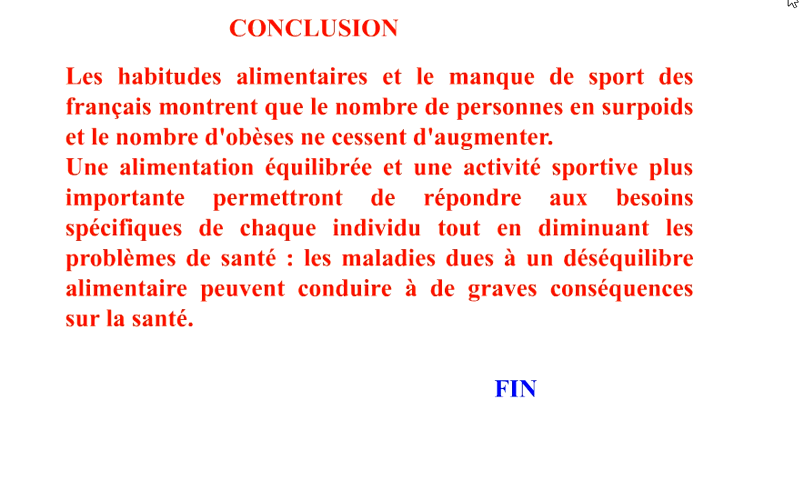 CONCLUSION
Les habitudes alimentaires et le manque de sport des
français montrent que le nombre de personnes en surpoids
et le nombre d'obèses ne cessent d'augmenter.
Une alimentation équilibrée et une activité sportive plus
importante permettront de répondre aux besoins
spécifiques de chaque individu tout en diminuant les
problèmes de santé : les maladies dues à un déséquilibre
alimentaire peuvent conduire à de graves conséquences
sur la santé.
FIN